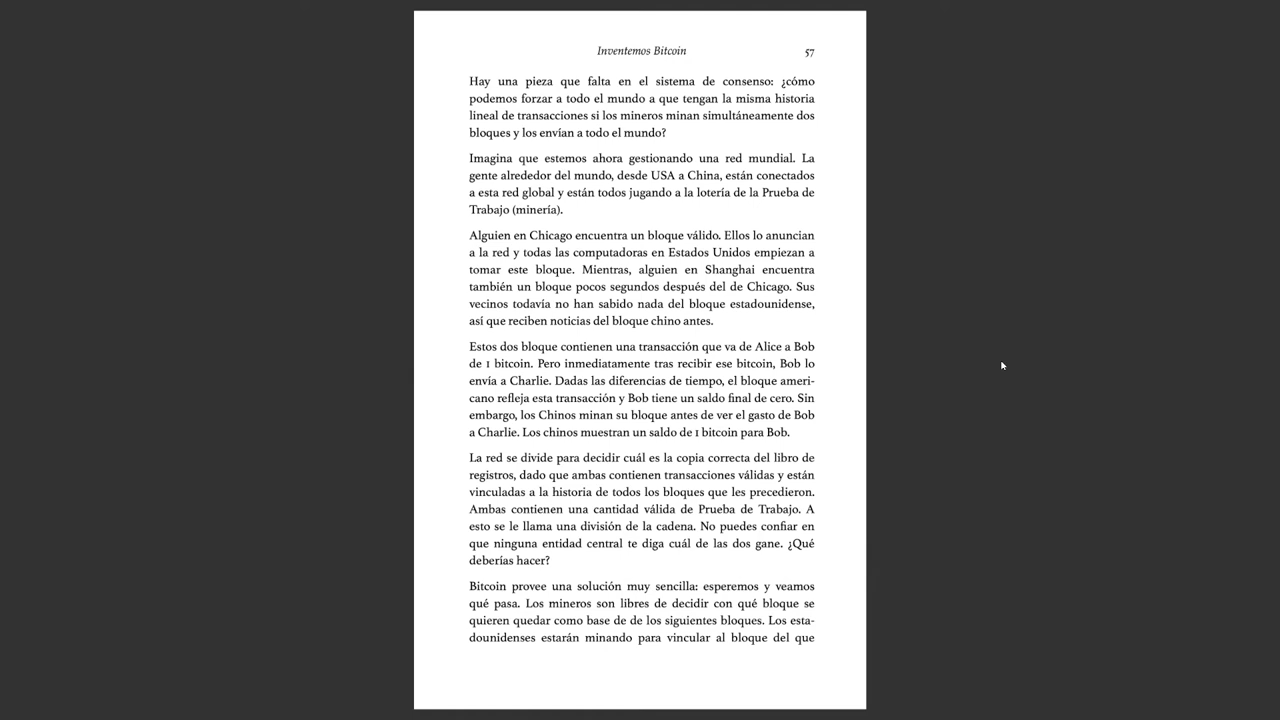 Inventemos Bitcoin 57
Hay una pieza que falta en el sistema de consenso: ¿cómo
podemos forzar a todo el mundo a que tengan la misma historia
lineal de transacciones si los mineros minan simultáneamente dos
bloques y los envían a todo el mundo?
Imagina que estemos ahora gestionando una red mundial. La
gente alrededor del mundo, desde USA a China, están conectados
a esta red global y están todos jugando a la lotería de la Prueba de
Trabajo (minería).
Alguien en Chicago encuentra un bloque válido. Ellos lo anuncian
a la red y todas las computadoras en Estados Unidos empiezan a
tomar este bloque. Mientras, alguien en Shanghai encuentra
también un bloque pocos segundos después del de Chicago. Sus
vecinos todavía no han sabido nada del bloque estadounidense,
así que reciben noticias del bloque chino antes.
Estos dos bloque contienen una transacción que va de Alice a Bob
de 1 bitcoin. Pero inmediatamente tras recibir ese bitcoin, Bob lo
envía a Charlie. Dadas las diferencias de tiempo, el bloque ameri-
cano refleja esta transacción y Bob tiene un saldo final de cero. Sin
embargo, los Chinos minan su bloque antes de ver el gasto de Bob
a Charlie. Los chinos muestran un saldo de 1 bitcoin para Bob.
La red se divide para decidir cuál es la copia correcta del libro de
registros, dado que ambas contienen transacciones válidas y están
vinculadas a la historia de todos los bloques que les precedieron.
Ambas contienen una cantidad válida de Prueba de Trabajo. A
esto se le llama una división de la cadena. No puedes confiar en
que ninguna entidad central te diga cuál de las dos gane. ¿Qué
deberías hacer?
Bitcoin provee una solución muy sencilla: esperemos y veamos
qué pasa. Los mineros son libres de decidir con qué bloque se
quieren quedar como base de de los siguientes bloques. Los esta-
dounidenses estarán minando para vincular al bloque del que